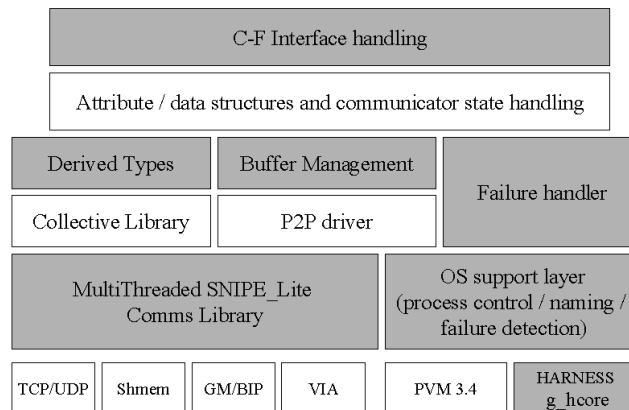 C-F Interface handling
Attribute / data structures and communicator state handling
Derived Types
Buffer Management
Failure handler
Collective Library
P2P driver
MultiThreaded SNIPE_Lite
Comms Library
OS support layer
(process control / naming /
failure detection)
TCP/UDP
Shmem
GM/BIP
VIA
PVM 3.4
HARNESS
g_hcore